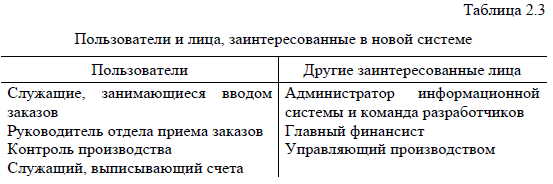 Таблица 2.3
Пользователи и лица, заинтересованные в новой системе
Пользователи
Другие заинтересованные лица
Служащие, занимающиеся вводом
заказов
Руководитель отдела приема заказов
Контроль производства
Служащий, выписывающий счета
Администратор информационной
системы и команда разработчиков
Главный финансист
Управляющий производством